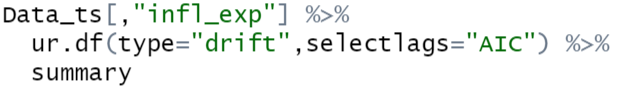 Data_ts[,"infl_exp"] %>%
  ur.df(type="drift",selectlags="AIC") %>%
  summary